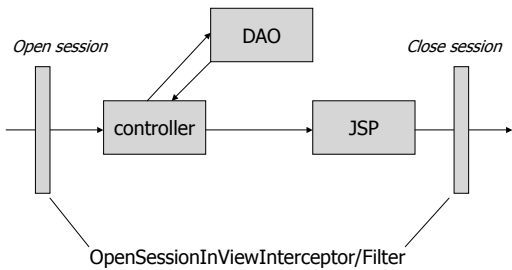 DAO
Open session
Close session
controller
JSP
OpenSessionInViewInterceptor/Filter